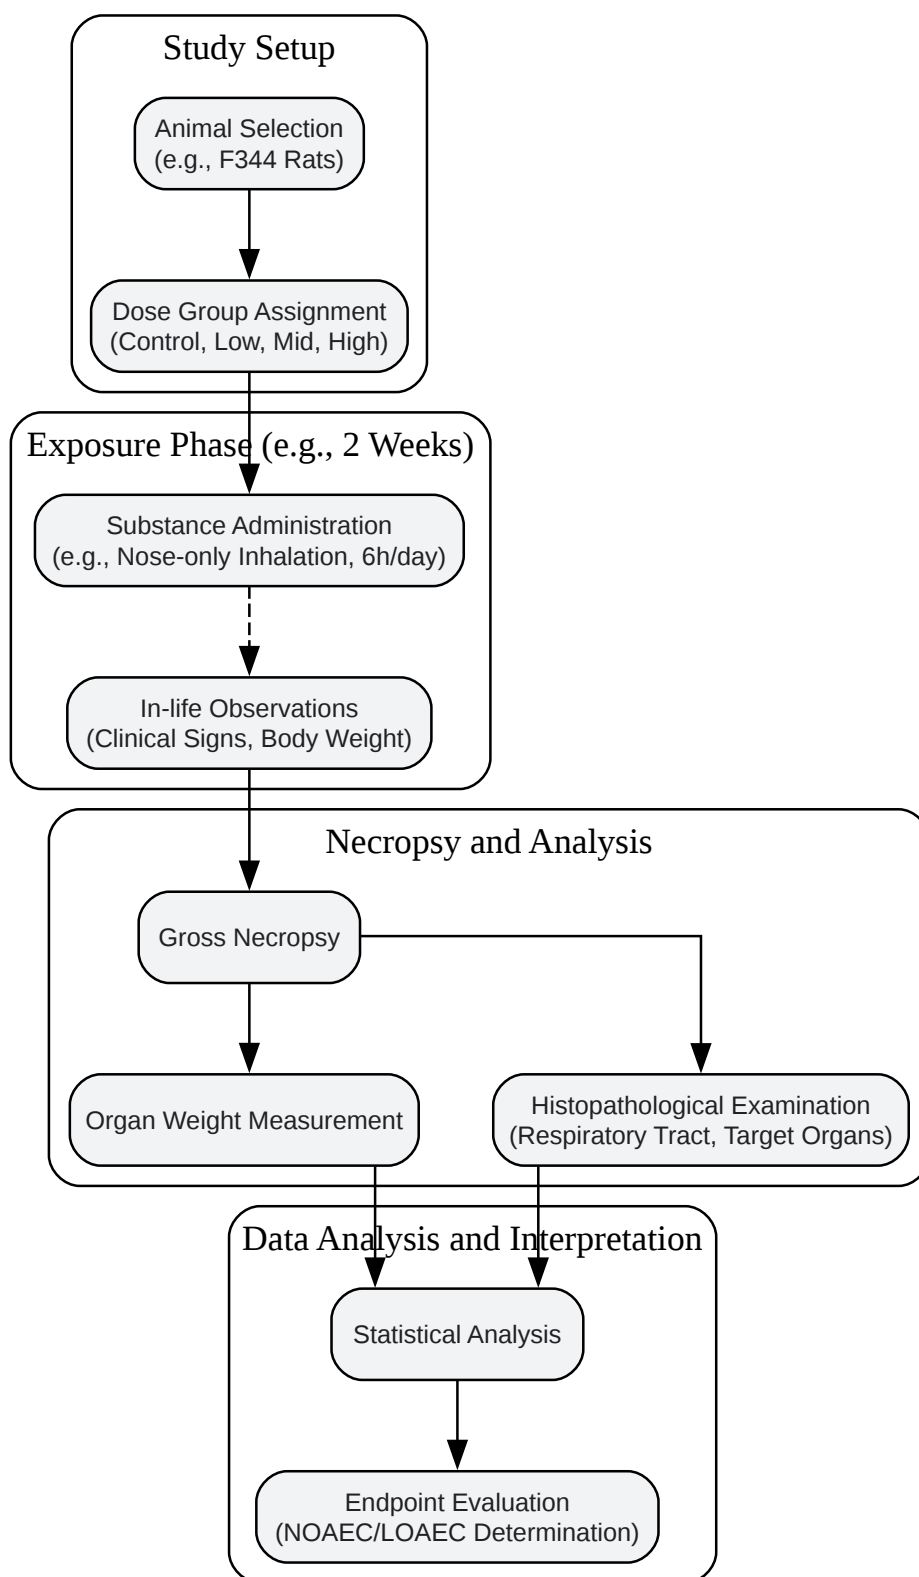 Study Setup
Animal Selection
(e.g., F344 Rats)
Dose Group Assignment
(Control, Low, Mid, High)
Exposure Phase (e.g., 2 Weeks)
Substance Administration
(e.g., Nose-only Inhalation, 6h/day)
In-life Observations
(Clinical Signs, Body Weight)
Necropsy and Analysis
Gross Necropsy
Organ Weight Measurement
Histopathological Examination
(Respiratory Tract, Target Organs)
Data Analysis and Interpretation
Statistical Analysis
Endpoint Evaluation
(NOAEC/LOAEC Determination)